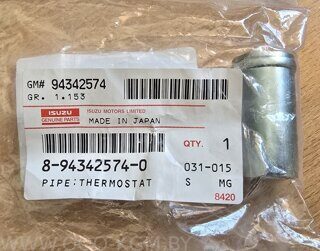 GM# 94342574
GR. 1.153
ISUZU
GENUINE PARTS
ISUZU MOTORS LIMITED
MADE IN JAPAN
QTY. 1
8-94342574-0 031-015
PIPE:THERMOSTAT S MG
8420